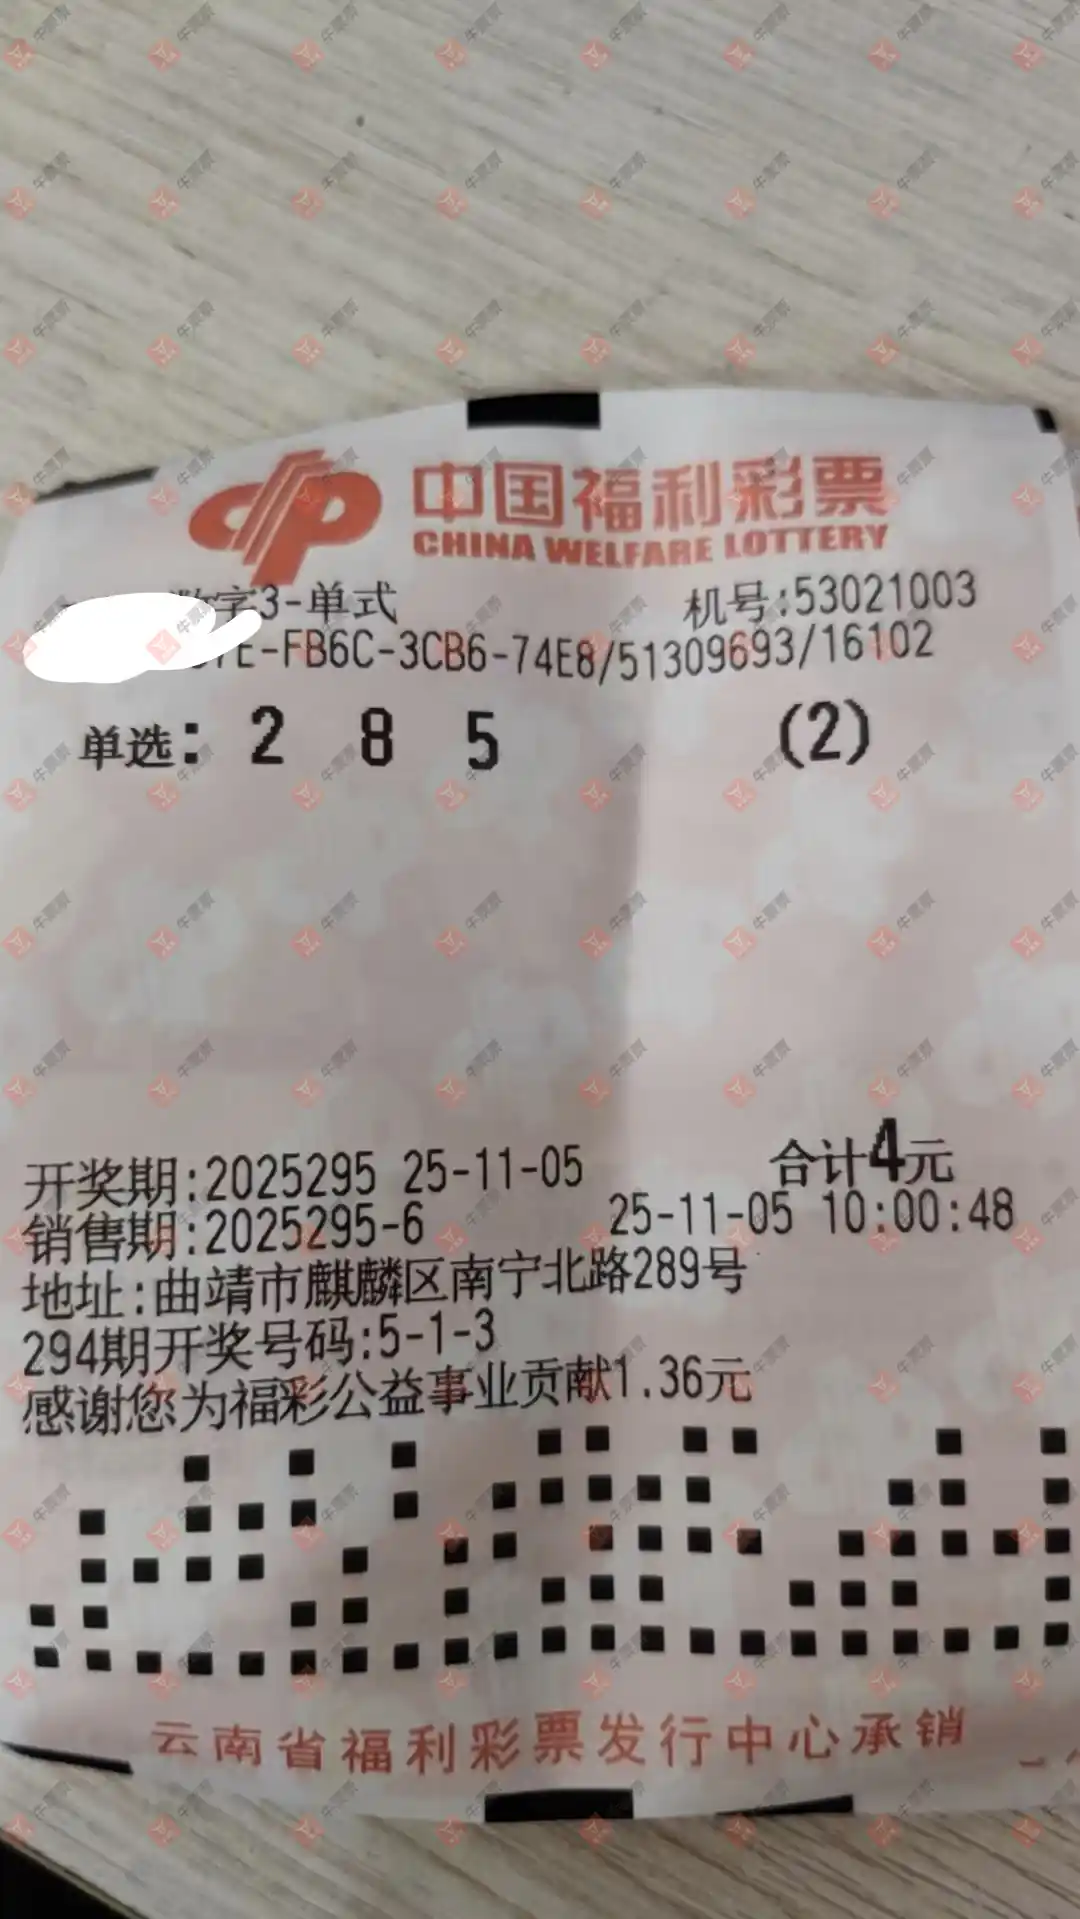 中国福利彩票
CHINA WELFARE LOTTERY
数字3-单式 机号:53021003
7E-FB6C-3CB6-74E8/51309693/16102
单选: 2 8 5 (2)
合计4元
开奖期:2025295 25-11-05
销售期:2025295-6 25-11-05 10:00:48
地址:曲靖市麒麟区南宁北路289号
294期开奖号码:5-1-3
感谢您为福彩公益事业贡献1.36元
云南省福利彩票发行中心承销
牛票票